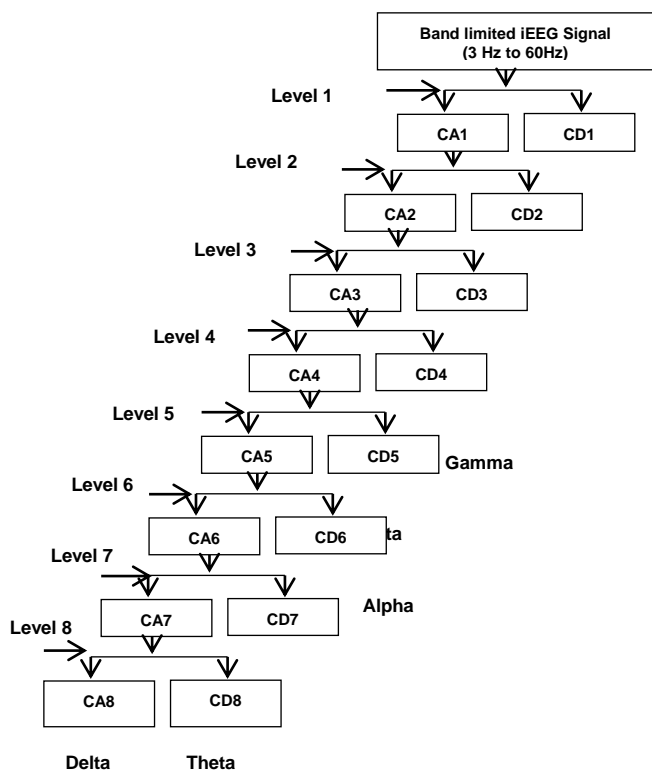 Band limited iEEG Signal
(3 Hz to 60Hz)
Level 1
CA1
CD1
Level 2
CA2
CD2
Level 3
CA3
CD3
Level 4
CA4
CD4
Level 5
CA5
CD5
Gamma
Level 6
CA6
CD6
ta
Level 7
CA7
CD7
Alpha
Level 8
CA8
CD8
Delta
Theta